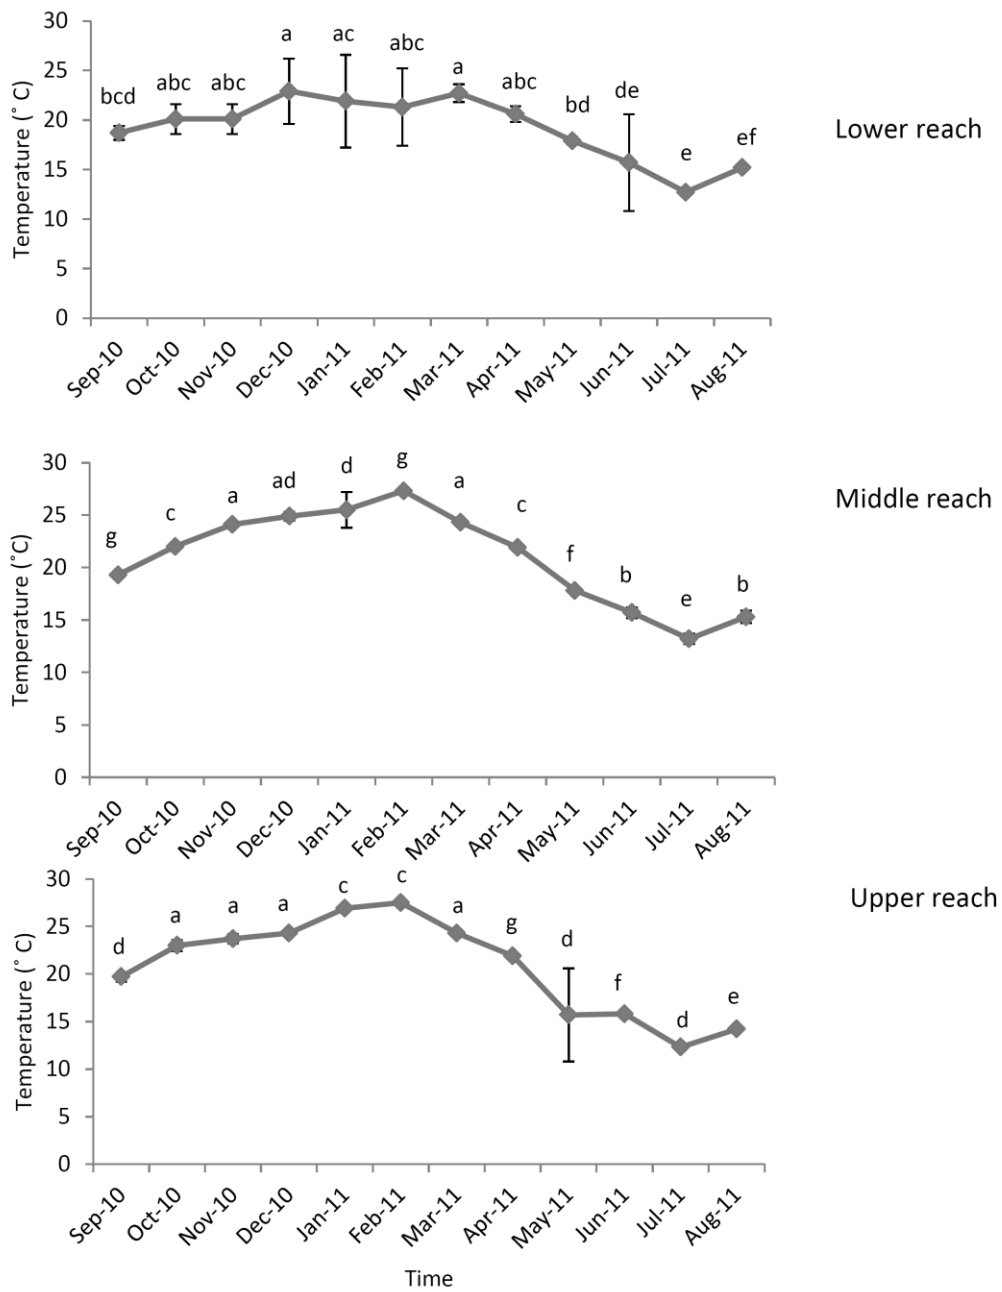 Lower reach
Temperature (˚ C)
30
25
20
15
10
5
0
bcd abc abc a ac abc a abc bd de e ef
Sep-10 Oct-10 Nov-10 Dec-10 Jan-11 Feb-11 Mar-11 Apr-11 May-11 Jun-11 Jul-11 Aug-11
Middle reach
Temperature (˚C)
30
25
20
15
10
5
0
g c a ad d g a c f b e b
Sep-10 Oct-10 Nov-10 Dec-10 Jan-11 Feb-11 Mar-11 Apr-11 May-11 Jun-11 Jul-11 Aug-11
Upper reach
Temperature (˚ C)
30
25
20
15
10
5
0
d a a a c c a g d f d e
Sep-10 Oct-10 Nov-10 Dec-10 Jan-11 Feb-11 Mar-11 Apr-11 May-11 Jun-11 Jul-11 Aug-11
Time